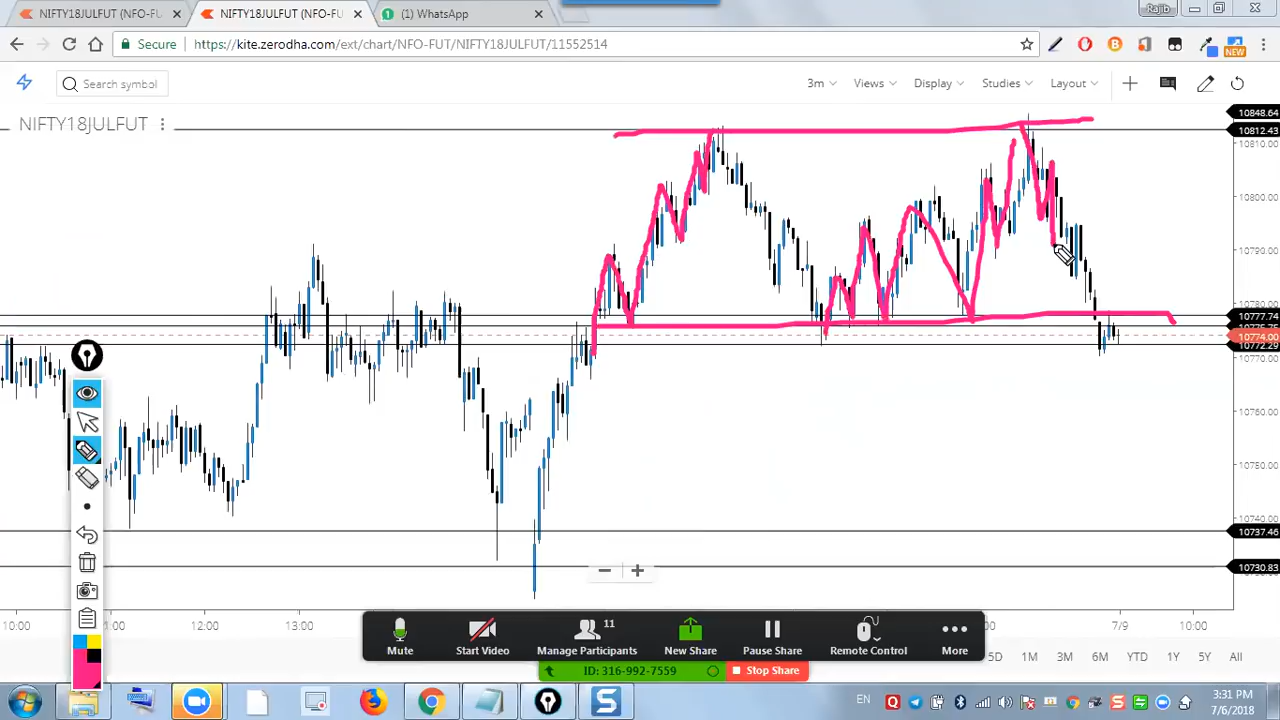 NIFTY18JULFUT (NFO-F
NIFTY18JULFUT (NFO-FU
(1) WhatsApp
Rajib
Secure
https://kite.zerodha.com/ext/chart/NFO-FUT/NIFTY18JULFUT/11552514
NEW
Search symbol
3m
Views
Display
Studies
Layout
NIFTY18JULFUT
10848.64
10812.43
10810.00
10800.00
10790.00
10780.00
10777.74
10774.00
10772.29
10770.00
10760.00
10750.00
10740.00
10737.46
10730.83
10:00
12:00
13:00
7/9
10:00
11
Mute
Start Video
Manage Participants
New Share
Pause Share
Remote Control
More
5D
1M
3M
6M
YTD
1Y
5Y
All
ID: 316-992-7559
Stop Share
EN
3:31 PM
7/6/2018